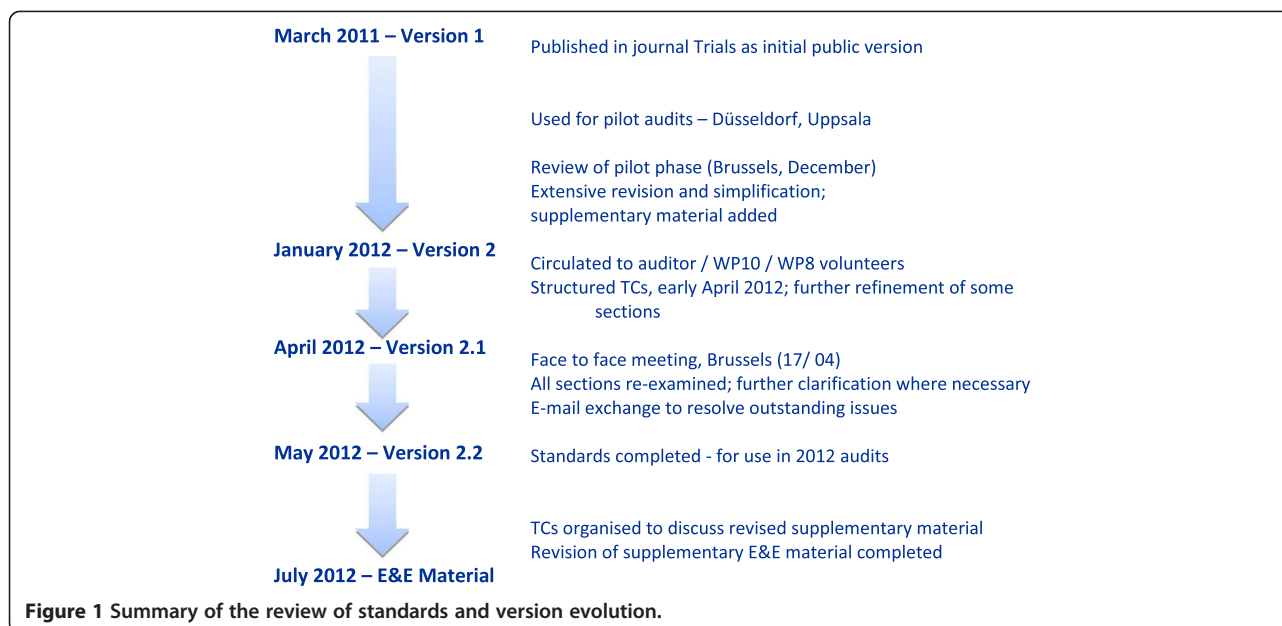 March 2011 – Version 1
Published in journal Trials as initial public version
Used for pilot audits – Düsseldorf, Uppsala
Review of pilot phase (Brussels, December)
Extensive revision and simplification;
supplementary material added
January 2012 – Version 2
Circulated to auditor / WP10 / WP8 volunteers
Structured TCs, early April 2012; further refinement of some
sections
April 2012 – Version 2.1
Face to face meeting, Brussels (17/ 04)
All sections re-examined; further clarification where necessary
E-mail exchange to resolve outstanding issues
May 2012 – Version 2.2
Standards completed - for use in 2012 audits
TCs organised to discuss revised supplementary material
Revision of supplementary E&E material completed
July 2012 – E&E Material
Figure 1 Summary of the review of standards and version evolution.